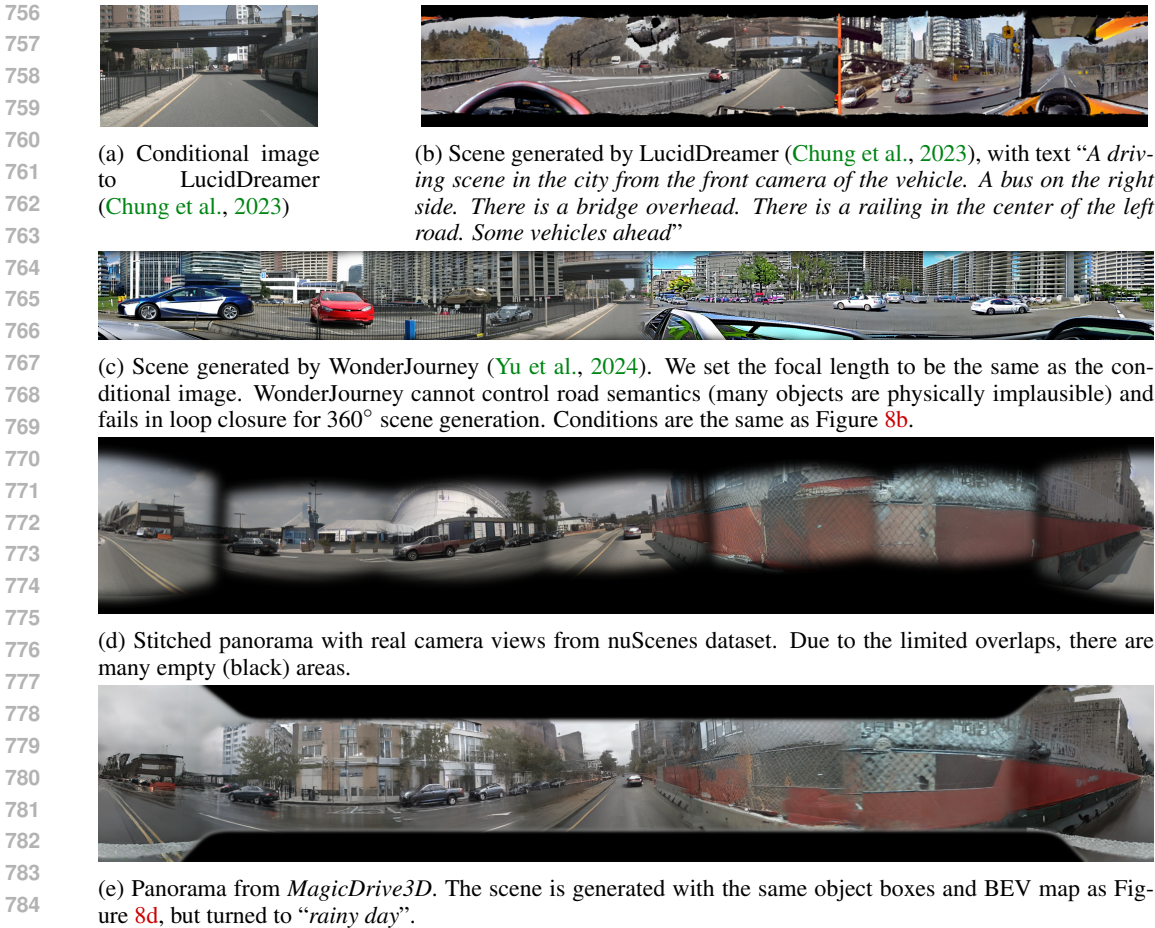 756
757
758
759
760
761
762
763
764
765
766
767
768
769
770
771
772
773
774
775
776
777
778
779
780
781
782
783
784
(a) Conditional image
to LucidDreamer
(Chung et al., 2023)
(b) Scene generated by LucidDreamer (Chung et al., 2023), with text “A driv-
ing scene in the city from the front camera of the vehicle. A bus on the right
side. There is a bridge overhead. There is a railing in the center of the left
road. Some vehicles ahead”
(c) Scene generated by WonderJourney (Yu et al., 2024). We set the focal length to be the same as the con-
ditional image. WonderJourney cannot control road semantics (many objects are physically implausible) and
fails in loop closure for 360° scene generation. Conditions are the same as Figure 8b.
(d) Stitched panorama with real camera views from nuScenes dataset. Due to the limited overlaps, there are
many empty (black) areas.
(e) Panorama from MagicDrive3D. The scene is generated with the same object boxes and BEV map as Fig-
ure 8d, but turned to “rainy day”.